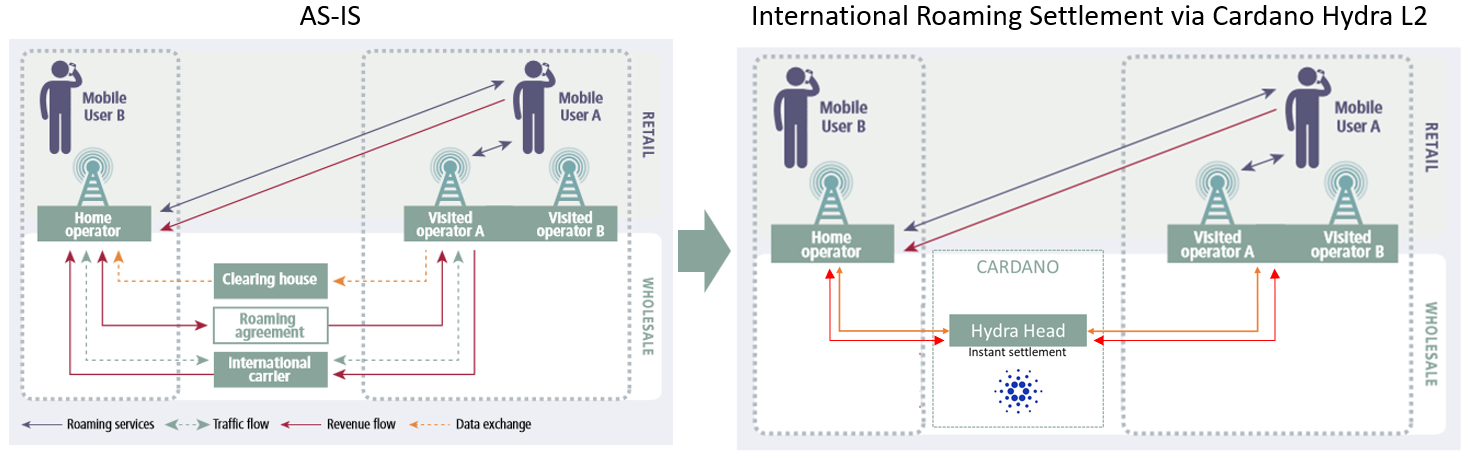 AS-IS
Mobile
User B
Mobile
User A
RETAIL
Home
operator
Visited
operator A
Visited
operator B
Clearing house
Roaming
agreement
International
carrier
WHOLESALE
Roaming services
Traffic flow
Revenue flow
Data exchange
International Roaming Settlement via Cardano Hydra L2
Mobile
User B
Mobile
User A
RETAIL
Home
operator
Visited
operator A
Visited
operator B
CARDANO
Hydra Head
Instant settlement
WHOLESALE